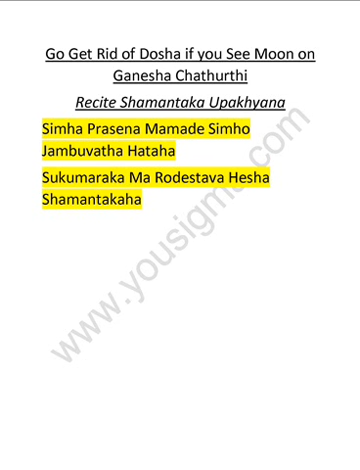 Go Get Rid of Dosha if you See Moon on
Ganesha Chathurthi
Recite Shamantaka Upakhyana
Simha Prasena Mamade Simho
Jambuvatha Hataha
Sukumaraka Ma Rodestava Hesha
Shamantakaha
www.yousigma.com